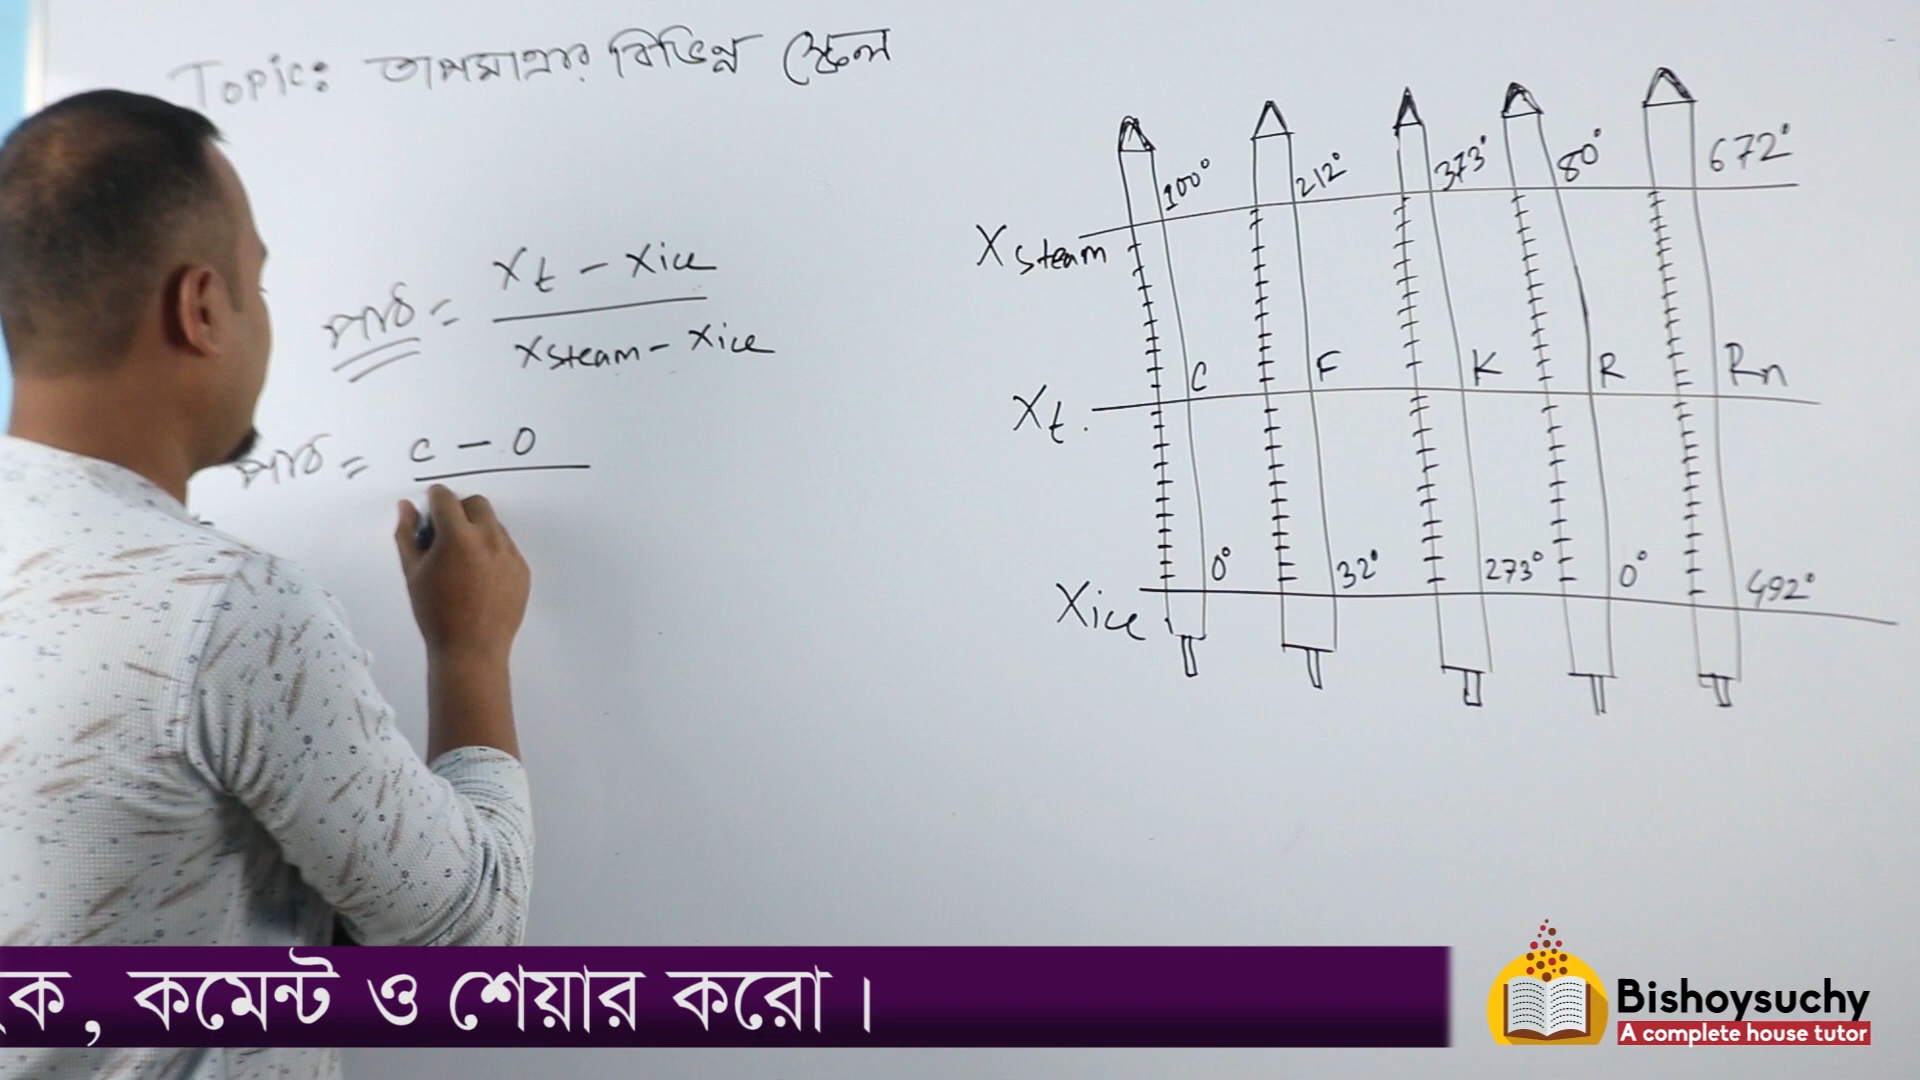 Topic: তাপমাত্রার বিভিন্ন স্কেল
পাঠ = Xt - Xice
Xsteam - Xice
পাঠ = C - 0
100° 212° 373° 80° 672°
Xsteam
C F K R Rn
Xt.
0° 32° 273° 0° 492°
Xice
ক, কমেন্ট ও শেয়ার করো।
Bishoysuchy
A complete house tutor